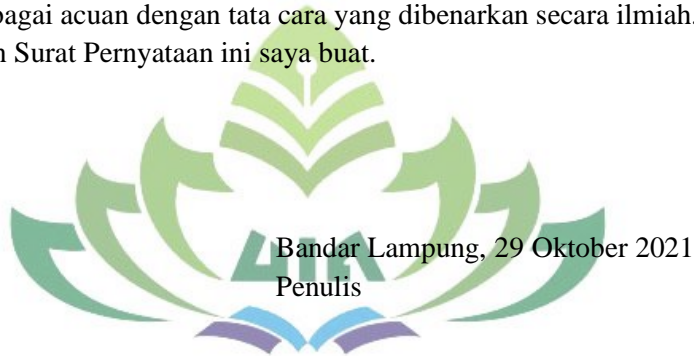 bagai acuan dengan tata cara yang dibenarkan secara ilmiah.
n Surat Pernyataan ini saya buat.
Bandar Lampung, 29 Oktober 2021
Penulis